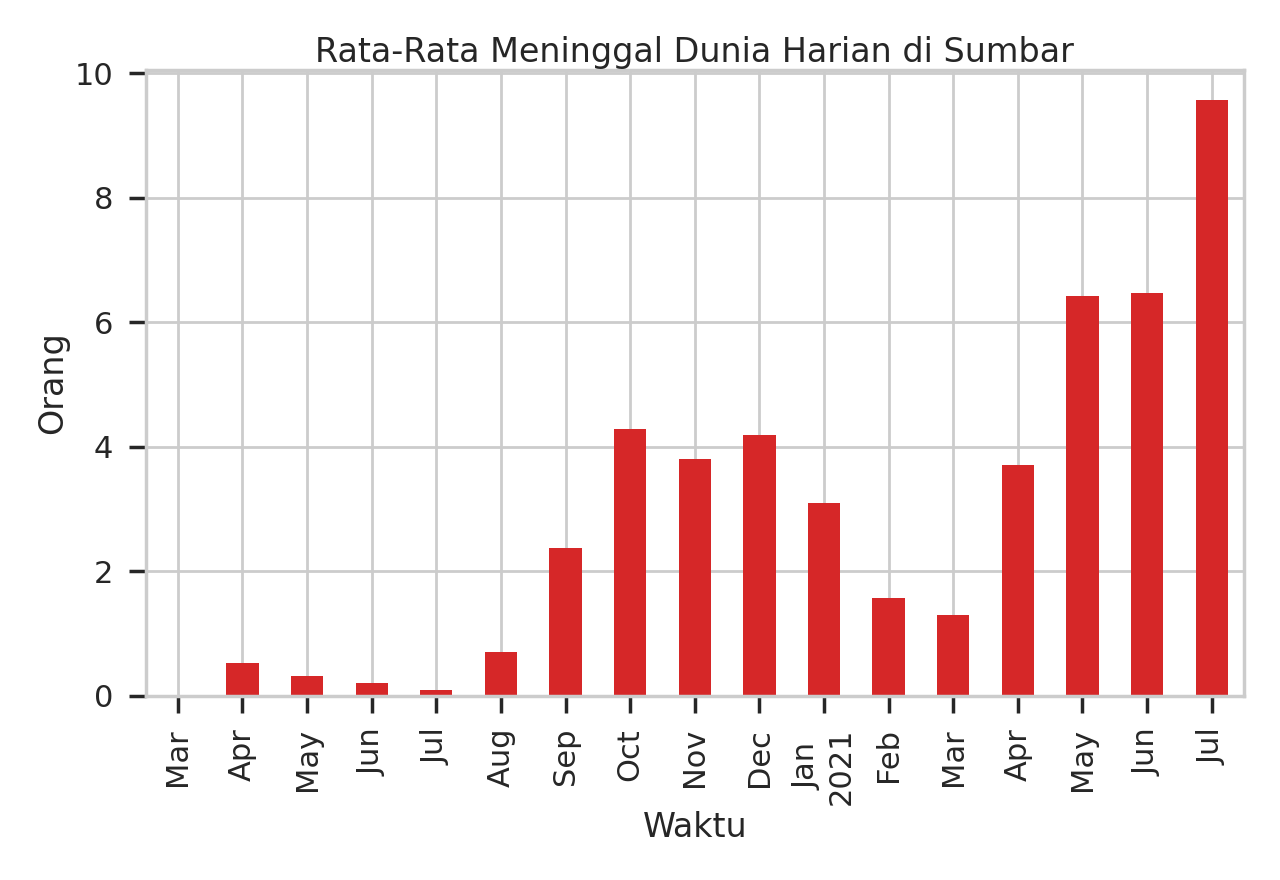 Rata-Rata Meninggal Dunia Harian di Sumbar
10
8
6
4
2
0
Orang
Mar
Apr
May
Jun
Jul
Aug
Sep
Oct
Nov
Dec
Jan
2021
Feb
Mar
Apr
May
Jun
Jul
Waktu